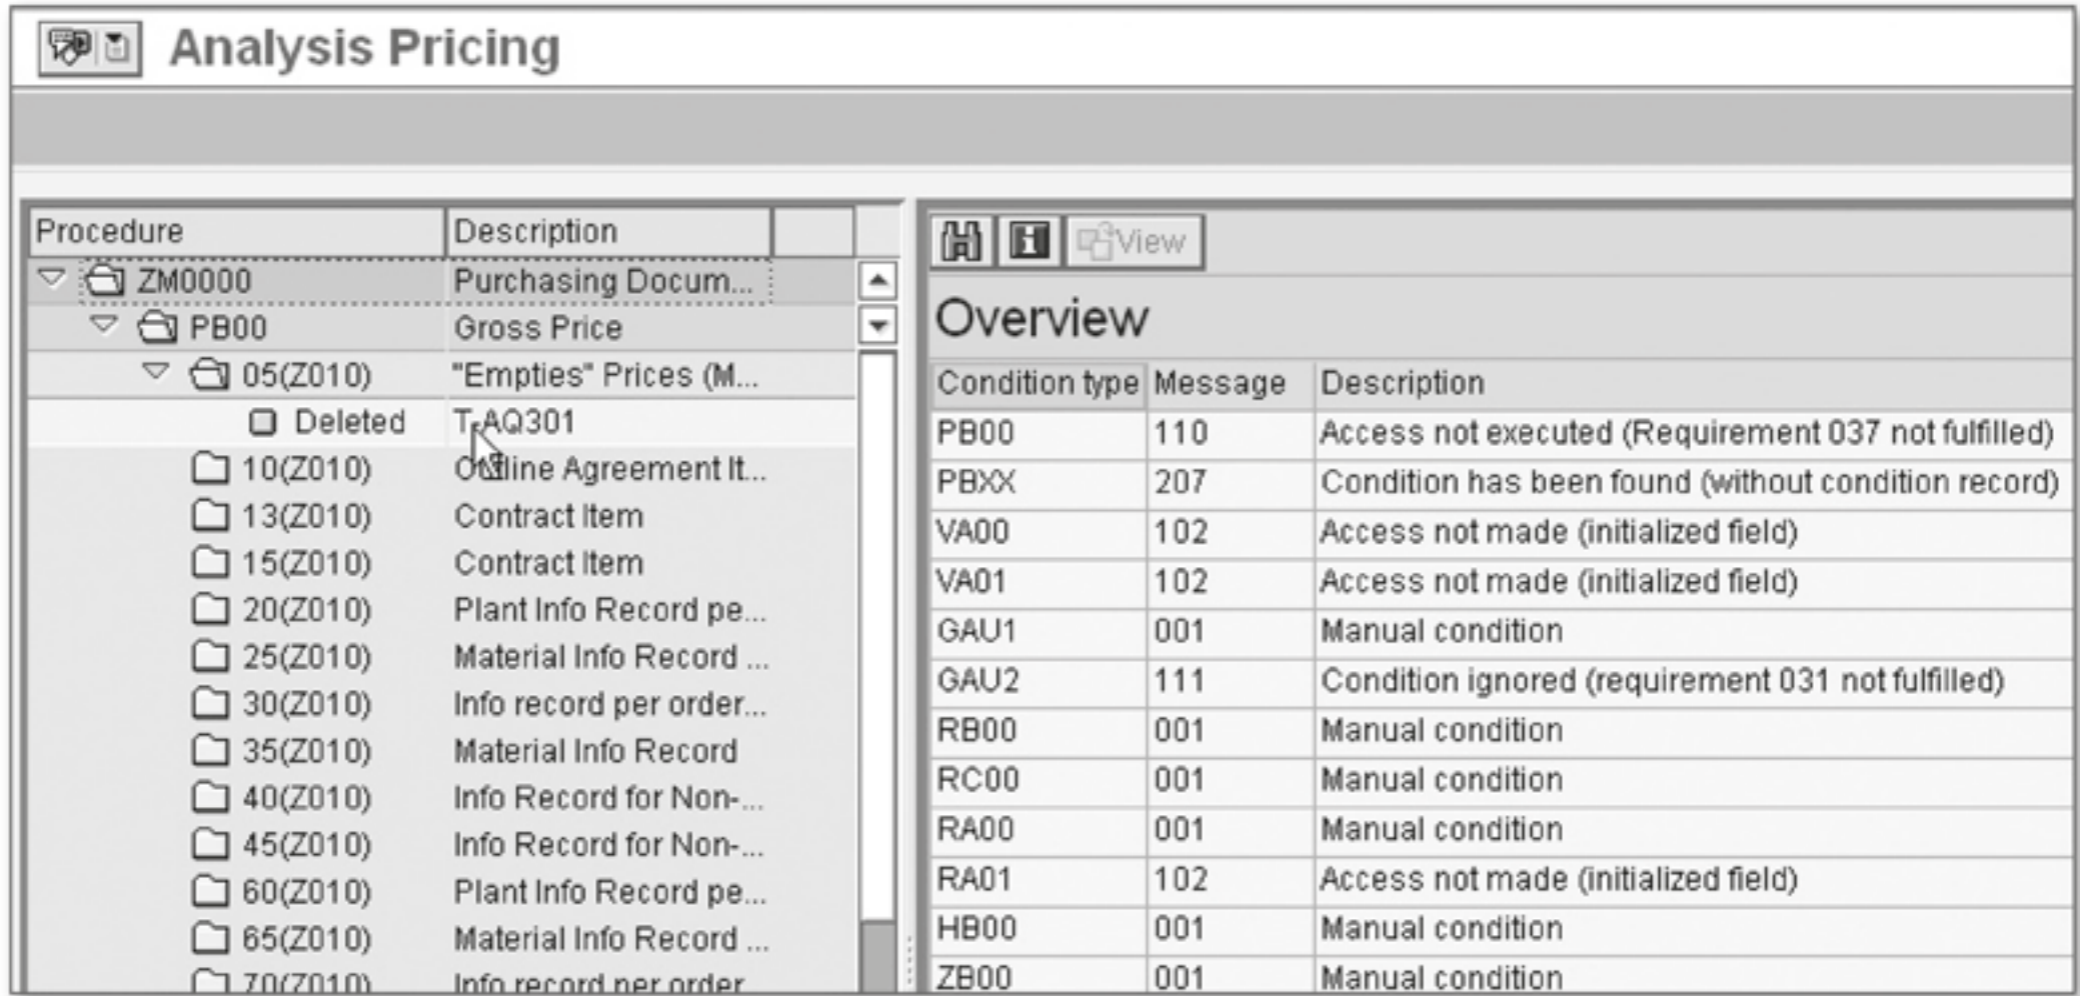 Analysis Pricing
Procedure Description
ZM0000 Purchasing Docum...
PB00 Gross Price
05(Z010) "Empties" Prices (M...
Deleted T-AQ301
10(Z010) Outline Agreement It...
13(Z010) Contract Item
15(Z010) Contract Item
20(Z010) Plant Info Record pe...
25(Z010) Material Info Record ...
30(Z010) Info record per order...
35(Z010) Material Info Record
40(Z010) Info Record for Non-...
45(Z010) Info Record for Non-...
60(Z010) Plant Info Record pe...
65(Z010) Material Info Record ...
70(Z010) Info record per order
View
Overview
Condition type Message Description
PB00 110 Access not executed (Requirement 037 not fulfilled)
PBXX 207 Condition has been found (without condition record)
VA00 102 Access not made (initialized field)
VA01 102 Access not made (initialized field)
GAU1 001 Manual condition
GAU2 111 Condition ignored (requirement 031 not fulfilled)
RB00 001 Manual condition
RC00 001 Manual condition
RA00 001 Manual condition
RA01 102 Access not made (initialized field)
HB00 001 Manual condition
ZB00 001 Manual condition